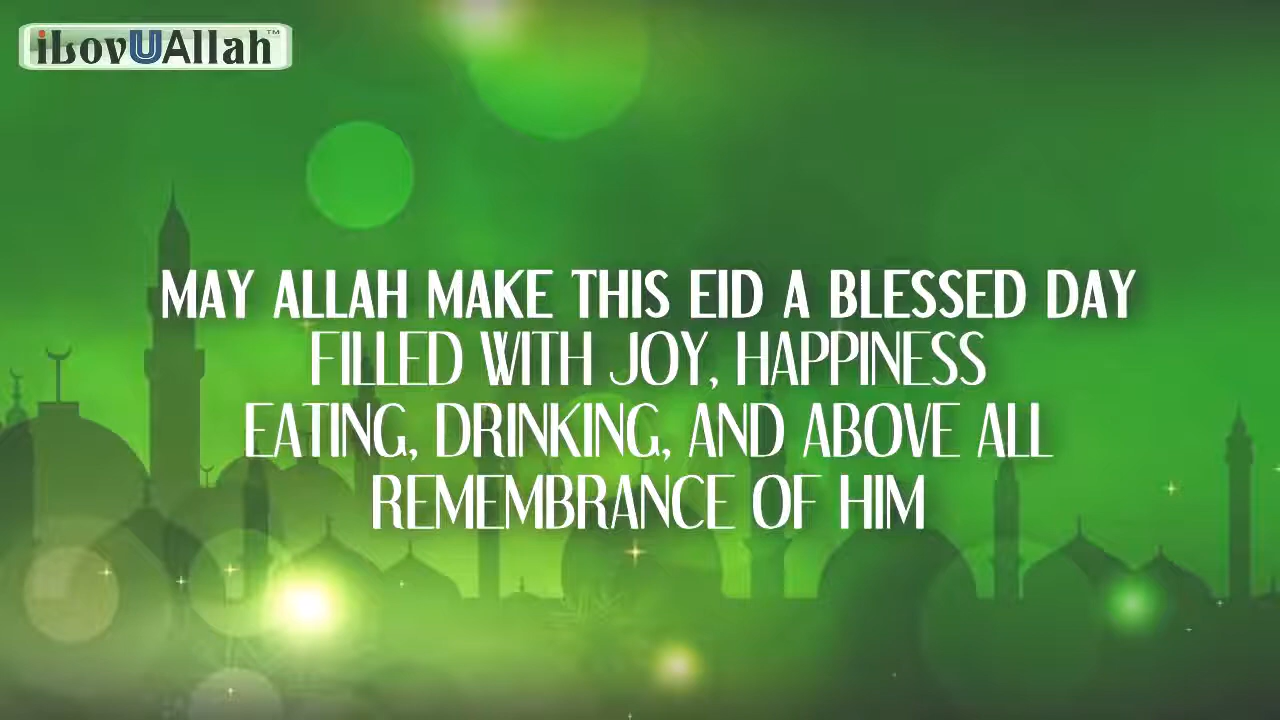 iLovUAllah™
MAY ALLAH MAKE THIS EID A BLESSED DAY
FILLED WITH JOY, HAPPINESS
EATING, DRINKING, AND ABOVE ALL
REMEMBRANCE OF HIM